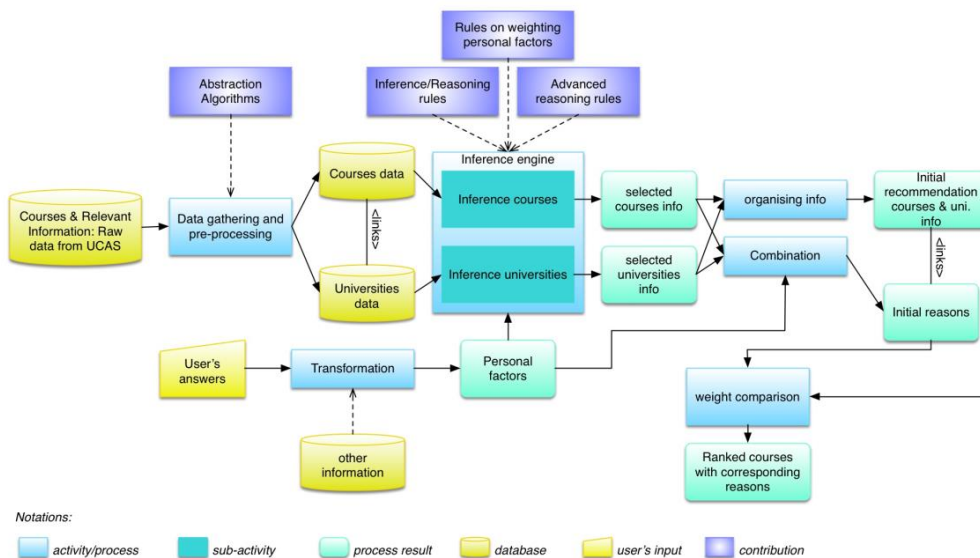 Rules on weighting
personal factors
Abstraction
Algorithms
Inference/Reasoning
rules
Advanced
reasoning rules
Inference engine
Courses data
Inference courses
selected
courses info
organising info
Initial
recommendation
courses & uni.
info
Courses & Relevant
Information: Raw
data from UCAS
Data gathering and
pre-processing
<links>
<links>
Universities
data
Inference universities
selected
universities
info
Combination
Initial reasons
User's
answers
Transformation
Personal
factors
weight comparison
other
information
Ranked courses
with corresponding
reasons
Notations:
activity/process
sub-activity
process result
database
user's input
contribution